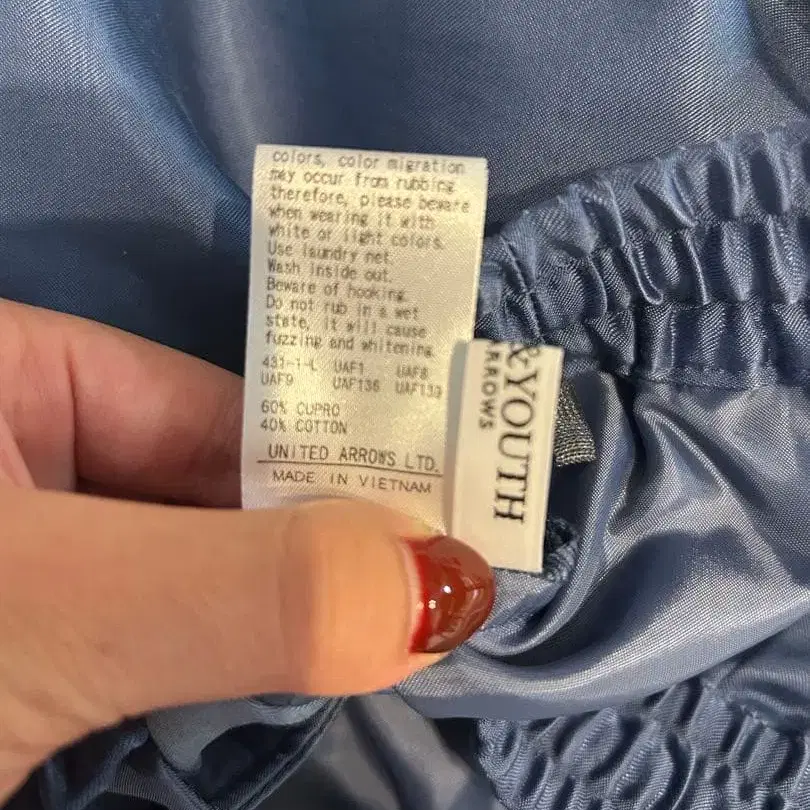 colors, color migration
may occur from rubbing
therefore, please beware
when wearing it with
white or light colors.
Use laundry net.
Wash inside out.
Beware of hooking.
Do not rub in a wet
state, it will cause
fuzzing and whitening.
431-1-L UAF1 UAF8
UAF9 UAF136 UAF133
60% CUPRO
40% COTTON
UNITED ARROWS LTD.
MADE IN VIETNAM
&YOUTH
RROWS